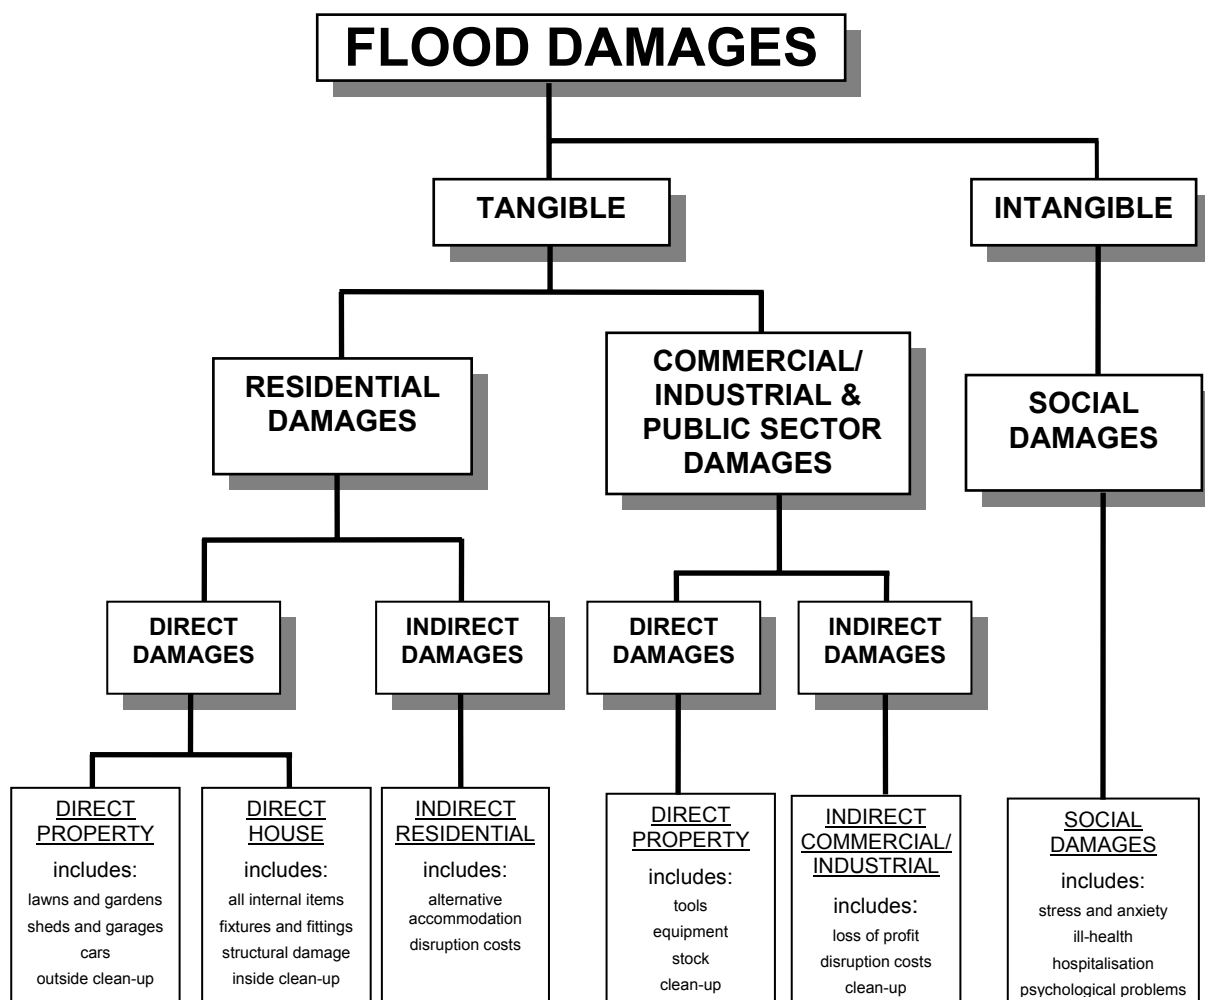 FLOOD DAMAGES
TANGIBLE
INTANGIBLE
RESIDENTIAL
DAMAGES
COMMERCIAL/
INDUSTRIAL &
PUBLIC SECTOR
DAMAGES
SOCIAL
DAMAGES
DIRECT
DAMAGES
INDIRECT
DAMAGES
DIRECT
DAMAGES
INDIRECT
DAMAGES
DIRECT
PROPERTY
includes:
lawns and gardens
sheds and garages
cars
outside clean-up
DIRECT
HOUSE
includes:
all internal items
fixtures and fittings
structural damage
inside clean-up
INDIRECT
RESIDENTIAL
includes:
alternative
accommodation
disruption costs
DIRECT
PROPERTY
includes:
tools
equipment
stock
clean-up
INDIRECT
COMMERCIAL/
INDUSTRIAL
includes:
loss of profit
disruption costs
clean-up
SOCIAL
DAMAGES
includes:
stress and anxiety
ill-health
hospitalisation
psychological problems